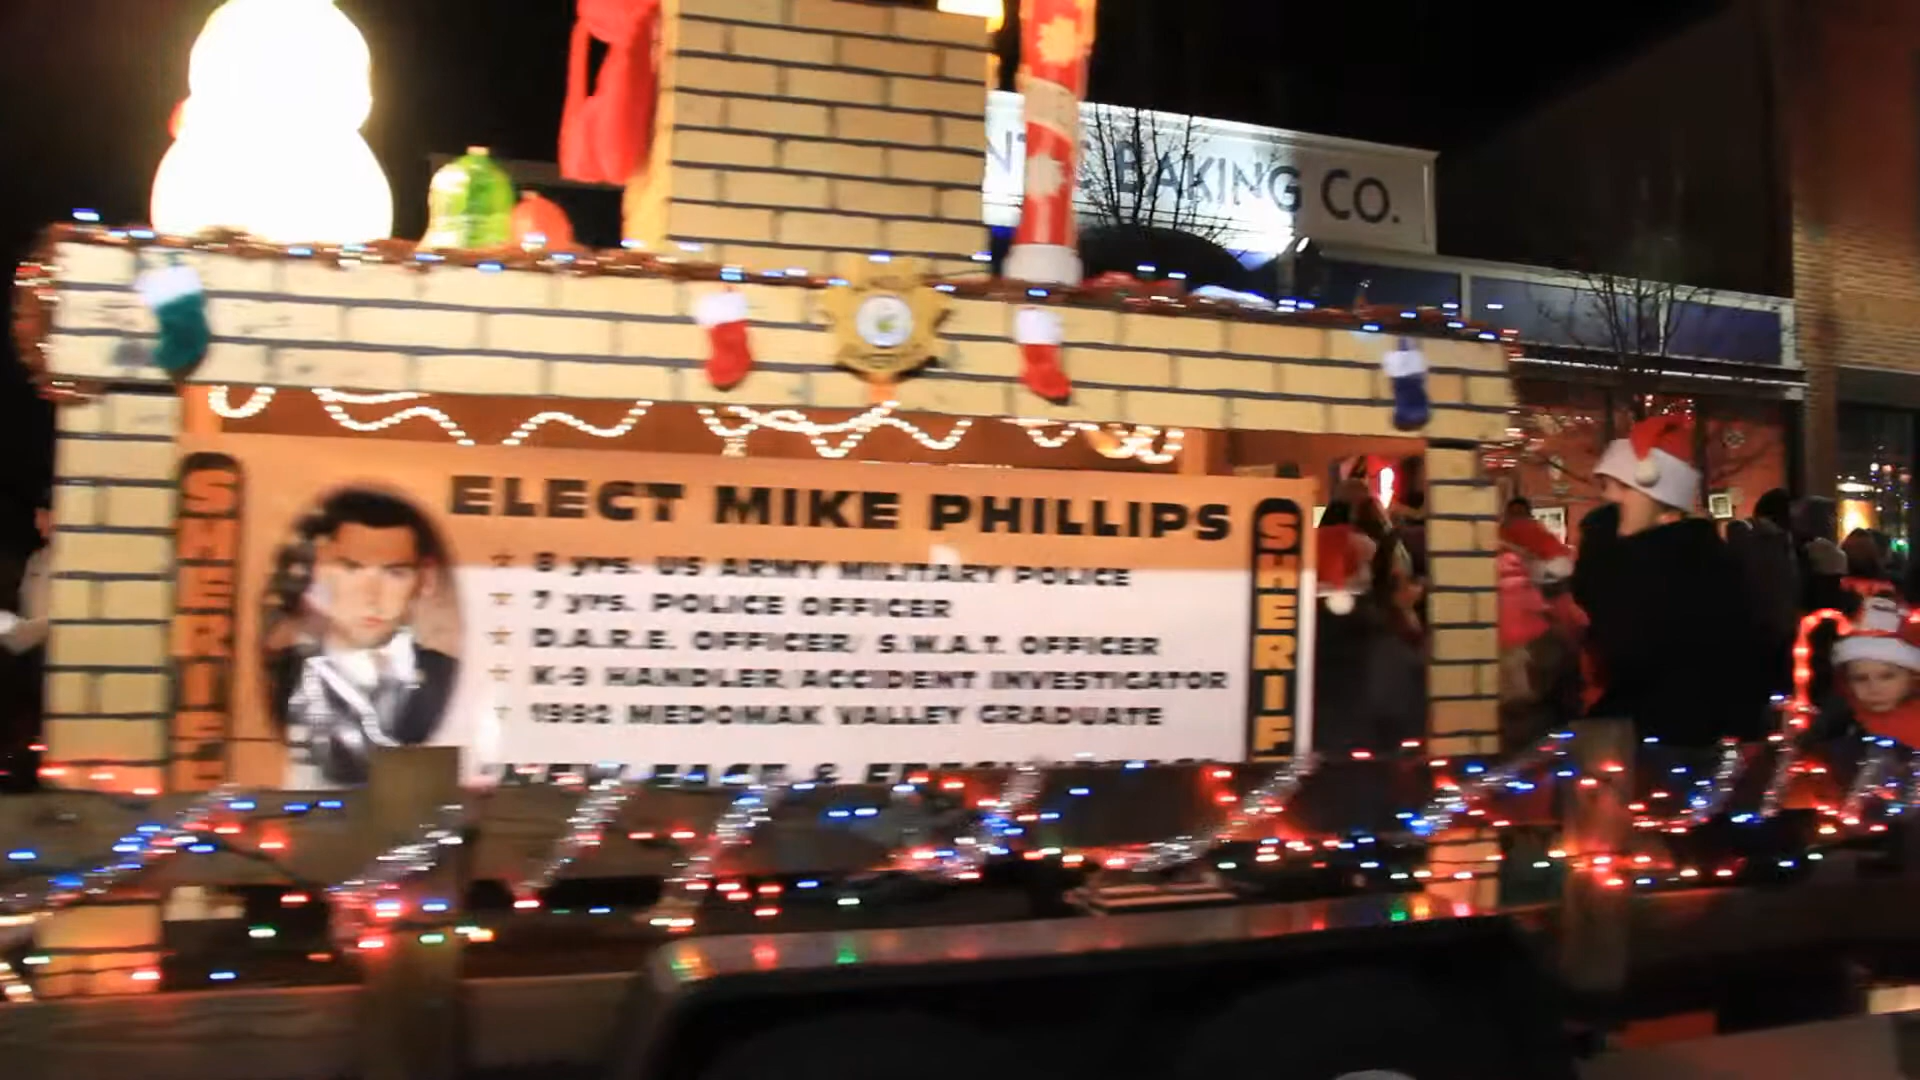 BAKING CO.
ELECT MIKE PHILLIPS
SHERIFF
8 yrs. US ARMY MILITARY POLICE
7 yrs. POLICE OFFICER
D.A.R.E. OFFICER/ S.W.A.T. OFFICER
K-9 HANDLER/ACCIDENT INVESTIGATOR
1992 MEDOMAK VALLEY GRADUATE
SHERIF